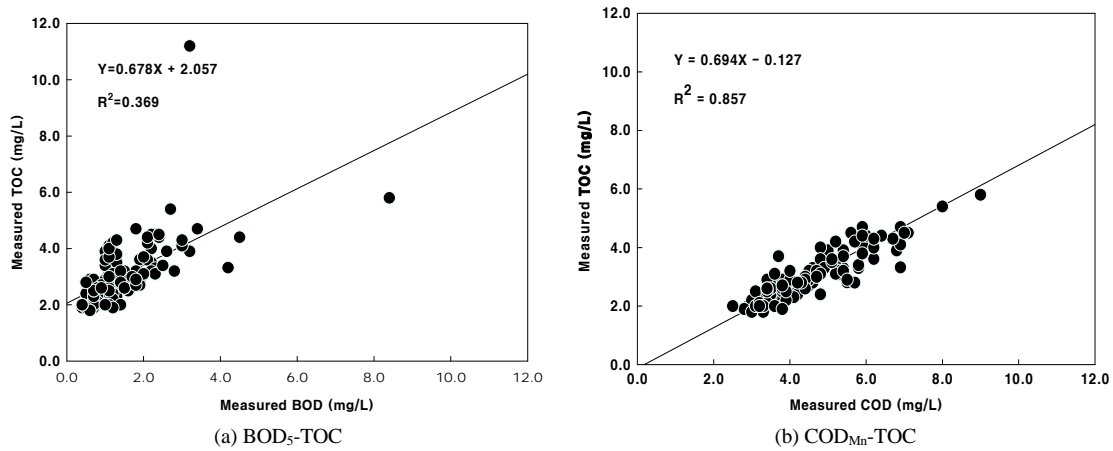 12.0
10.0
8.0
6.0
4.0
2.0
0.0
Measured TOC (mg/L)
Y=0.678X + 2.057
R²=0.369
0.0 2.0 4.0 6.0 8.0 10.0 12.0
Measured BOD (mg/L)
(a) BOD₅-TOC
12.0
10.0
8.0
6.0
4.0
2.0
0.0
Measured TOC (mg/L)
Y = 0.694X − 0.127
R² = 0.857
0.0 2.0 4.0 6.0 8.0 10.0 12.0
Measured COD (mg/L)
(b) COD_Mn-TOC